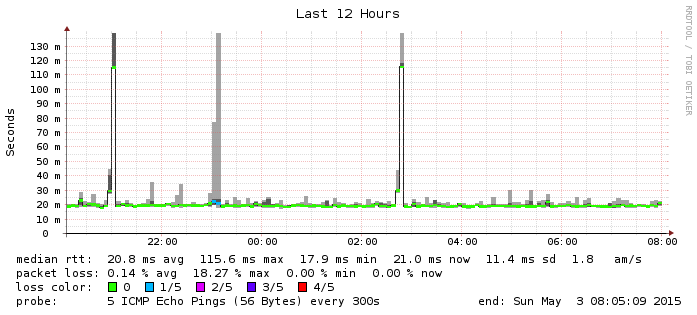 Last 12 Hours
RRDTOOL / TOBI OETIKER
Seconds
130 m
120 m
110 m
100 m
90 m
80 m
70 m
60 m
50 m
40 m
30 m
20 m
10 m
0
22:00 00:00 02:00 04:00 06:00 08:00
median rtt: 20.8 ms avg 115.6 ms max 17.9 ms min 21.0 ms now 11.4 ms sd 1.8 am/s
packet loss: 0.14 % avg 18.27 % max 0.00 % min 0.00 % now
loss color: 0 1/5 2/5 3/5 4/5
probe: 5 ICMP Echo Pings (56 Bytes) every 300s end: Sun May 3 08:05:09 2015